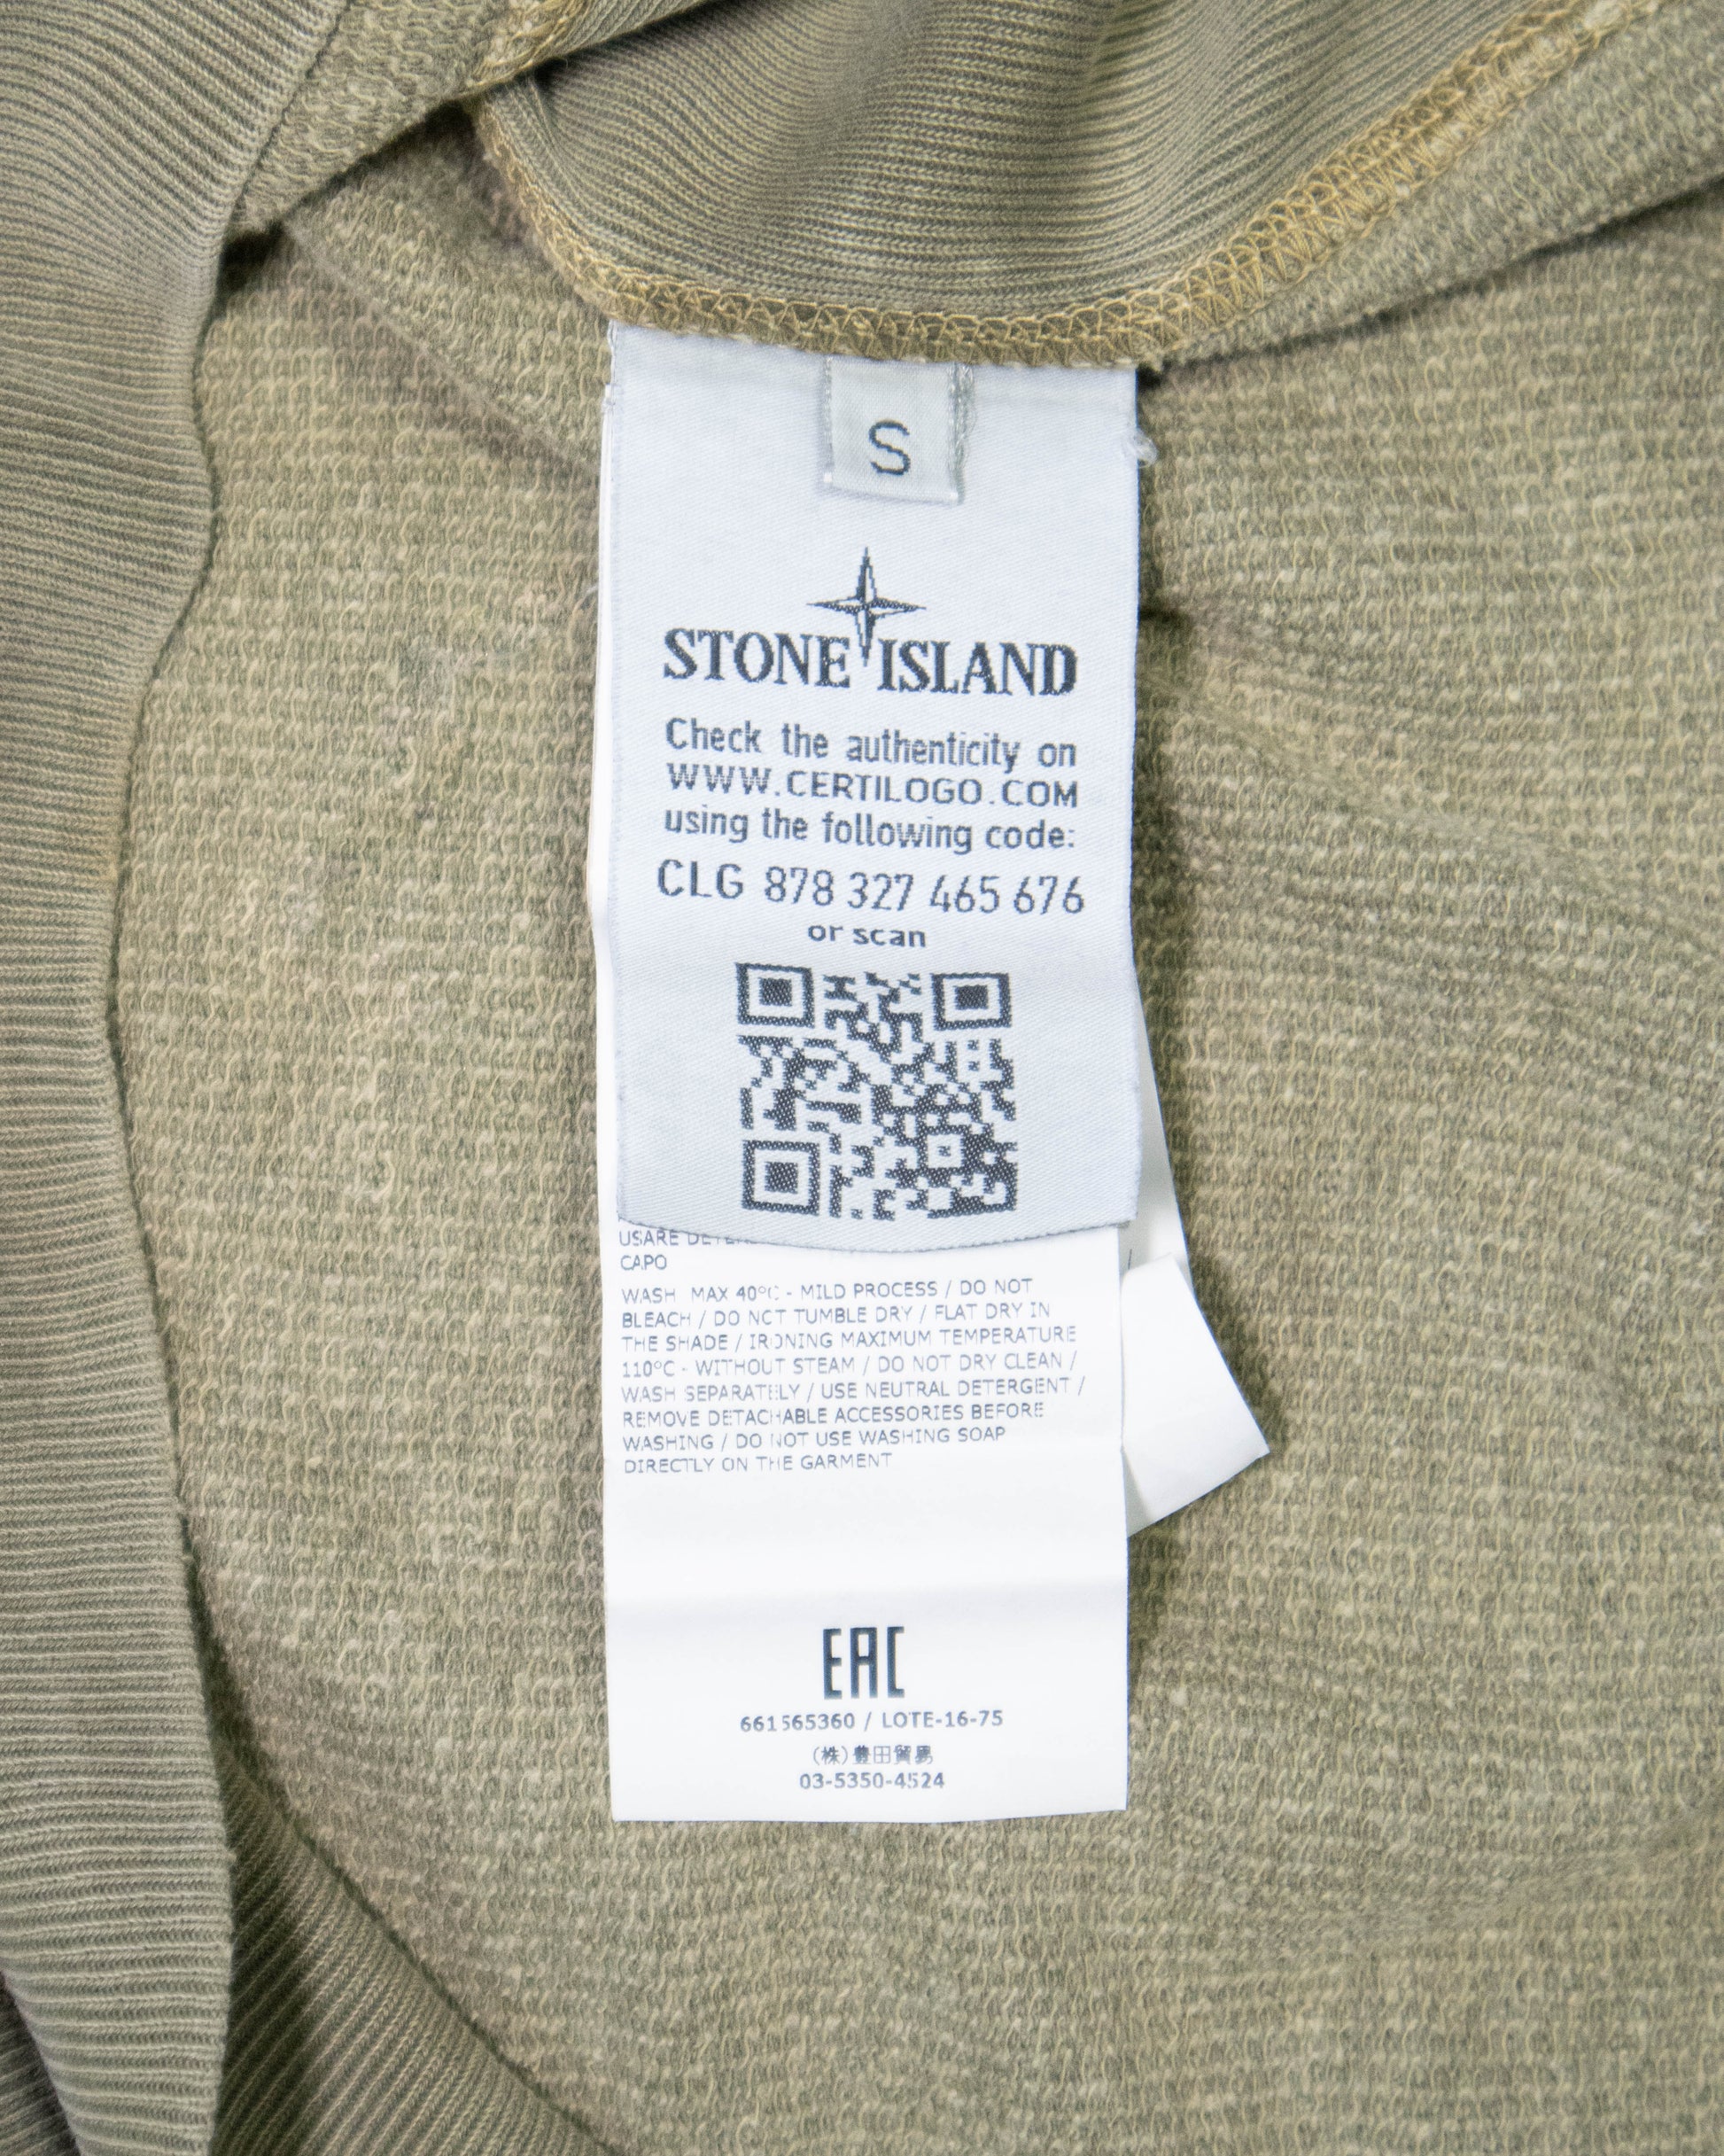 S
STONE ISLAND
Check the authenticity on
WWW.CERTILOGO.COM
using the following code:
CLG 878 327 465 676
or scan
USARE
CAPO
WASH MAX 40°C - MILD PROCESS / DO NOT
BLEACH / DO NOT TUMBLE DRY / FLAT DRY IN
THE SHADE / IRONING MAXIMUM TEMPERATURE
110°C - WITHOUT STEAM / DO NOT DRY CLEAN /
WASH SEPARATELY / USE NEUTRAL DETERGENT /
REMOVE DETACHABLE ACCESSORIES BEFORE
WASHING / DO NOT USE WASHING SOAP
DIRECTLY ON THE GARMENT
EAC
661565360 / LOTE-16-75
(株)豊田貿易
03-5350-4524